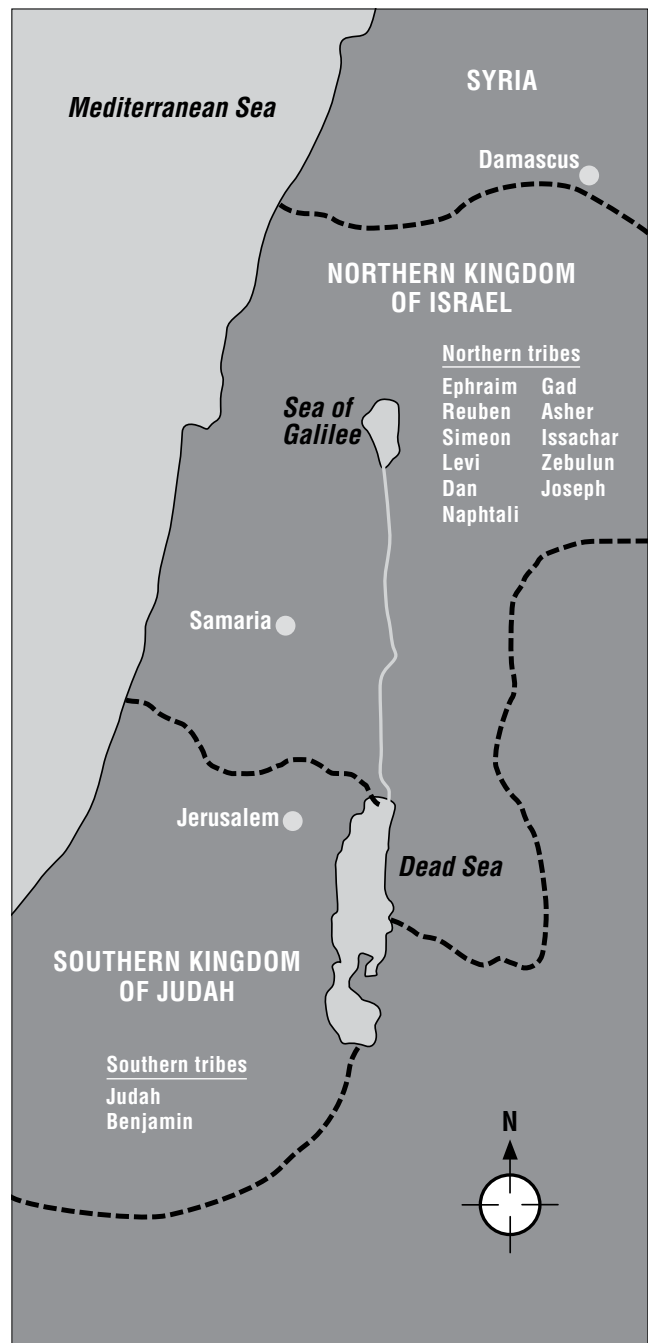 SYRIA
Mediterranean Sea
Damascus
NORTHERN KINGDOM
OF ISRAEL
Northern tribes
Ephraim Gad
Reuben Asher
Simeon Issachar
Levi Zebulun
Dan Joseph
Naphtali
Sea of
Galilee
Samaria
Jerusalem
Dead Sea
SOUTHERN KINGDOM
OF JUDAH
Southern tribes
Judah
Benjamin
N